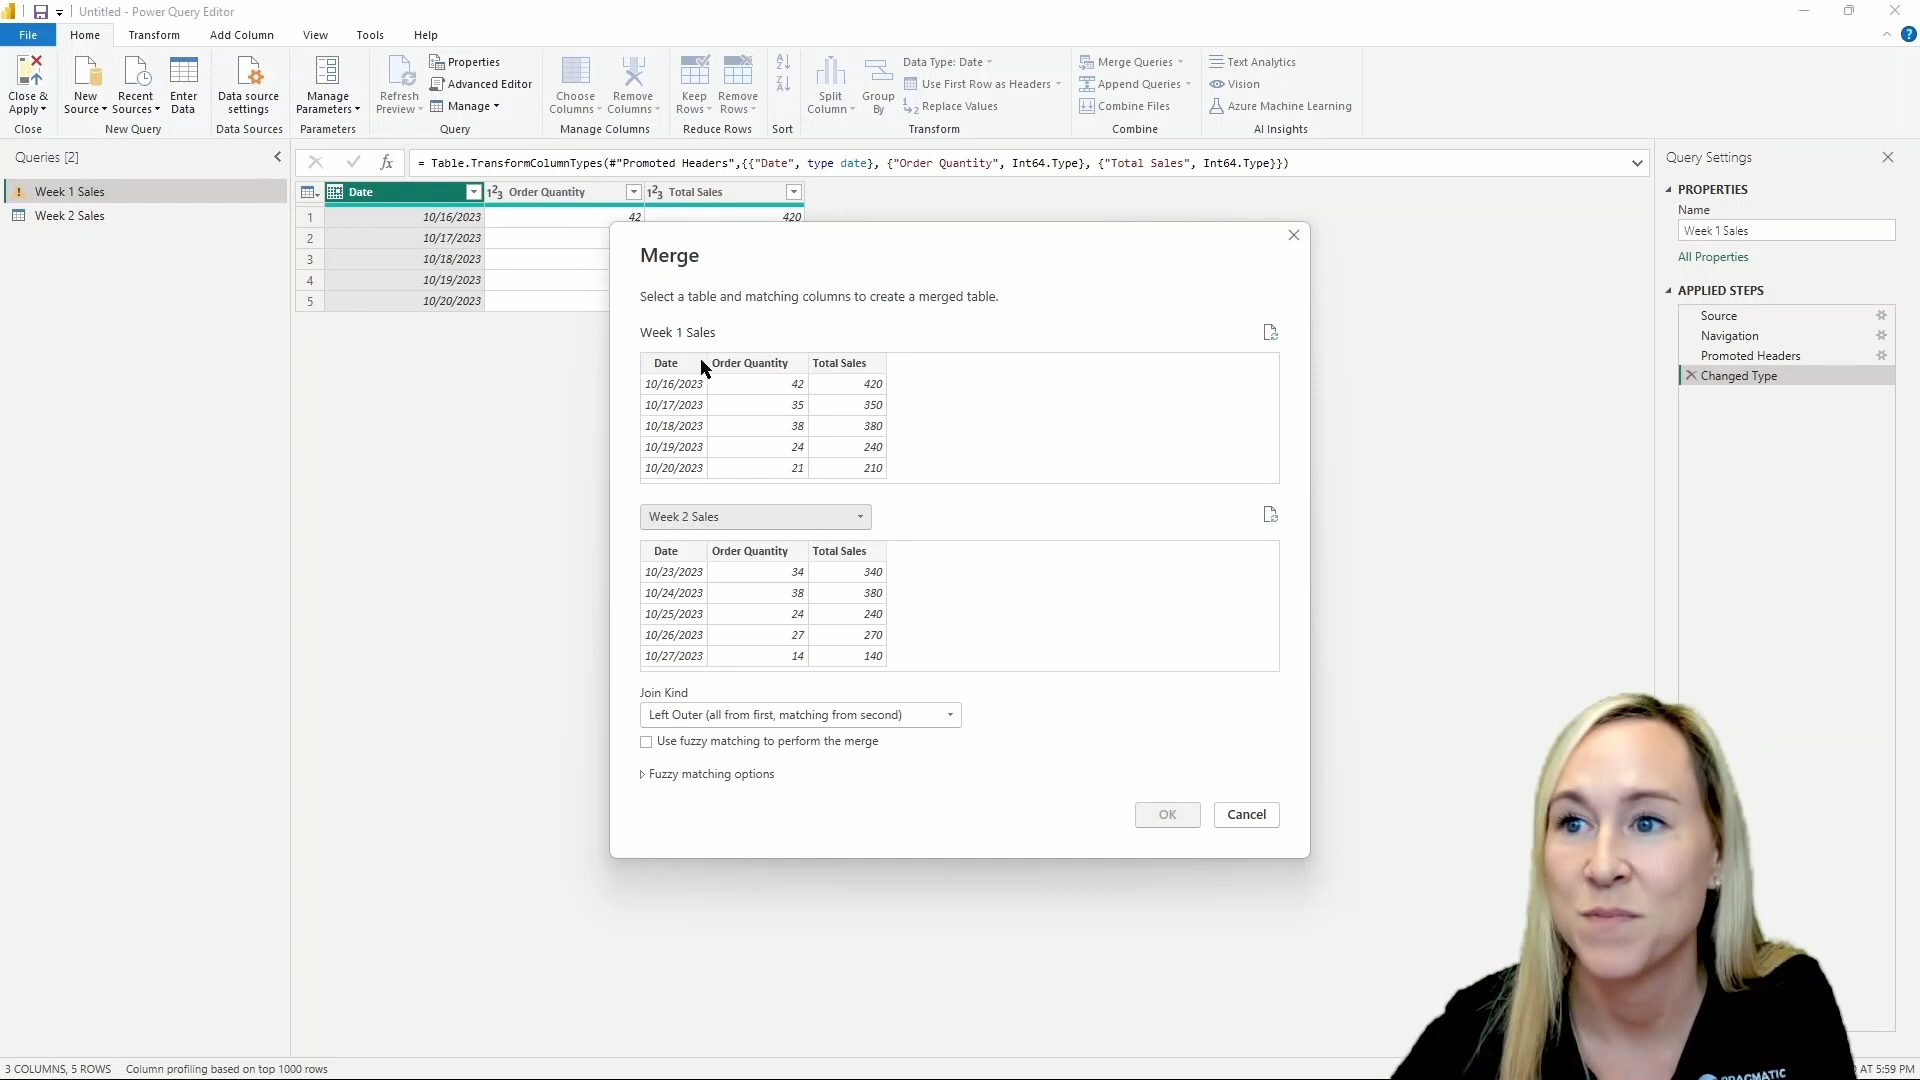 Untitled - Power Query Editor
File Home Transform Add Column View Tools Help
Close & Apply
Close
New Source
Recent Sources
Enter Data
New Query
Data source settings
Data Sources
Manage Parameters
Parameters
Refresh Preview
Properties
Advanced Editor
Manage
Query
Choose Columns
Remove Columns
Manage Columns
Keep Rows
Remove Rows
Reduce Rows
Sort
Split Column
Group By
Data Type: Date
Use First Row as Headers
Replace Values
Transform
Merge Queries
Append Queries
Combine Files
Combine
Text Analytics
Vision
Azure Machine Learning
AI Insights
Queries [2]
Week 1 Sales
Week 2 Sales
fx = Table.TransformColumnTypes(#"Promoted Headers",{{"Date", type date}, {"Order Quantity", Int64.Type}, {"Total Sales", Int64.Type}})
Date 123 Order Quantity 123 Total Sales
1 10/16/2023 42 420
2 10/17/2023
3 10/18/2023
4 10/19/2023
5 10/20/2023
Merge
Select a table and matching columns to create a merged table.
Week 1 Sales
Date Order Quantity Total Sales
10/16/2023 42 420
10/17/2023 35 350
10/18/2023 38 380
10/19/2023 24 240
10/20/2023 21 210
Week 2 Sales
Date Order Quantity Total Sales
10/23/2023 34 340
10/24/2023 38 380
10/25/2023 24 240
10/26/2023 27 270
10/27/2023 14 140
Join Kind
Left Outer (all from first, matching from second)
Use fuzzy matching to perform the merge
Fuzzy matching options
OK Cancel
Query Settings
PROPERTIES
Name
Week 1 Sales
All Properties
APPLIED STEPS
Source
Navigation
Promoted Headers
Changed Type
PRAGMATIC
3 COLUMNS, 5 ROWS Column profiling based on top 1000 rows
AT 5:59 PM